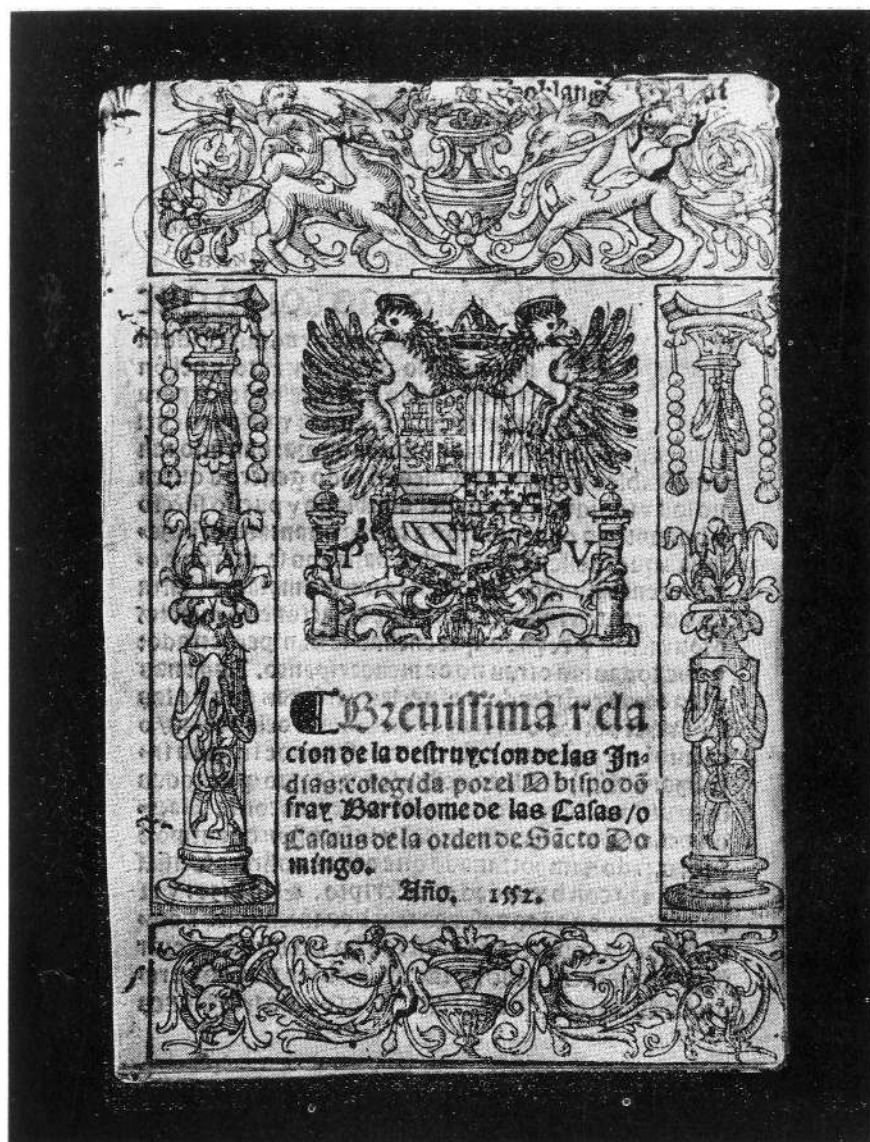 P V
Breuissima rela
cion de la destruycion de las In-
dias: colegida por el Obispo dõ
fray Bartolome de las Casas/o
Casaus de la orden de Sãcto Do
mingo.
Año. 1552.